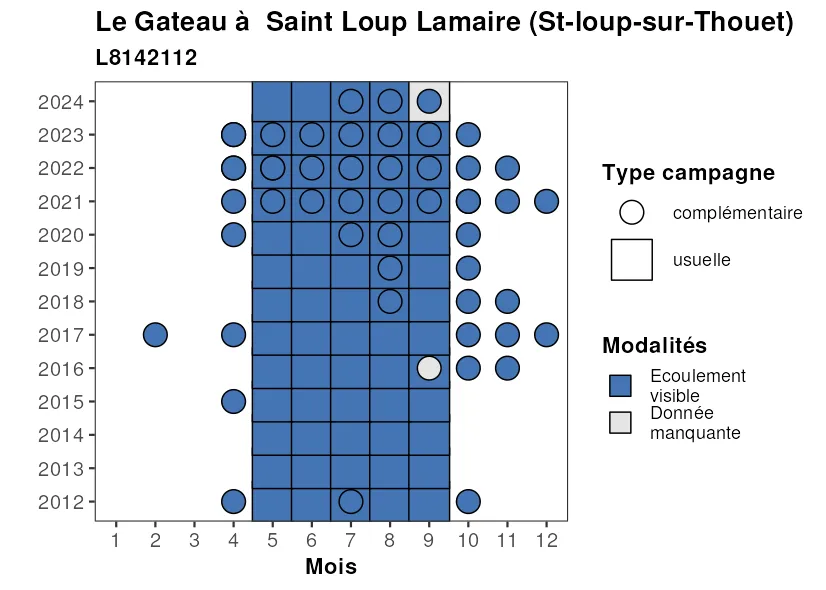 Le Gateau à  Saint Loup Lamaire (St-loup-sur-Thouet)
L8142112
2024
2023
2022
2021
2020
2019
2018
2017
2016
2015
2014
2013
2012
1 2 3 4 5 6 7 8 9 10 11 12
Mois
Type campagne
complémentaire
usuelle
Modalités
Ecoulement
visible
Donnée
manquante